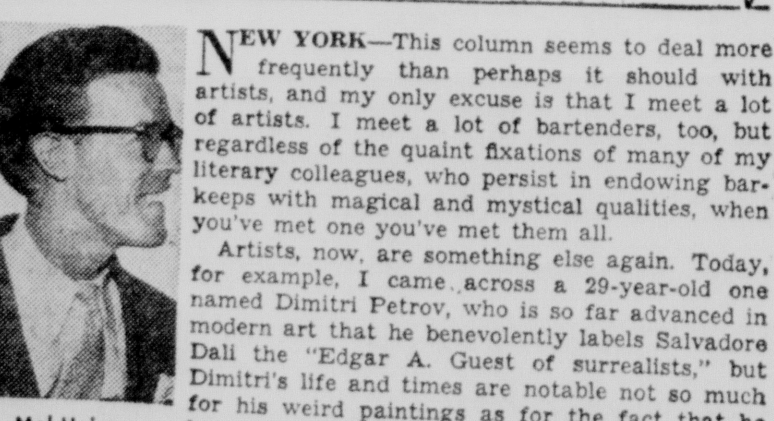 NEW YORK—This column seems to deal more
frequently than perhaps it should with
artists, and my only excuse is that I meet a lot
of artists. I meet a lot of bartenders, too, but
regardless of the quaint fixations of many of my
literary colleagues, who persist in endowing bar-
keeps with magical and mystical qualities, when
you've met one you've met them all.
Artists, now, are something else again. Today,
for example, I came across a 29-year-old one
named Dimitri Petrov, who is so far advanced in
modern art that he benevolently labels Salvadore
Dali the "Edgar A. Guest of surrealists," but
Dimitri's life and times are notable not so much
for his weird paintings as for the fact that he